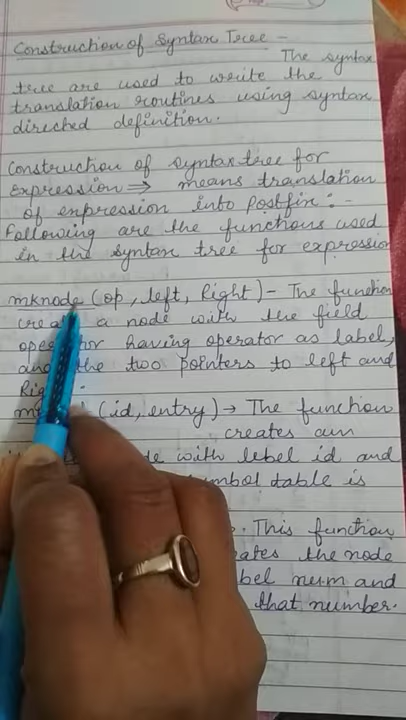 Construction of Syntax Tree -
The syntax
tree are used to write the
translation routines using syntax
directed definition.
Construction of syntax tree for
Expression ⇒ means translation
of expression into Postfix :-
Following are the functions used
in the syntax tree for expression
mknode (op, left, Right) - The function
a node with the field
having operator as label,
the two pointers to left and
(id, entry) → The function
creates an
with lebel id and
table is
This function
the node
num and
that number.